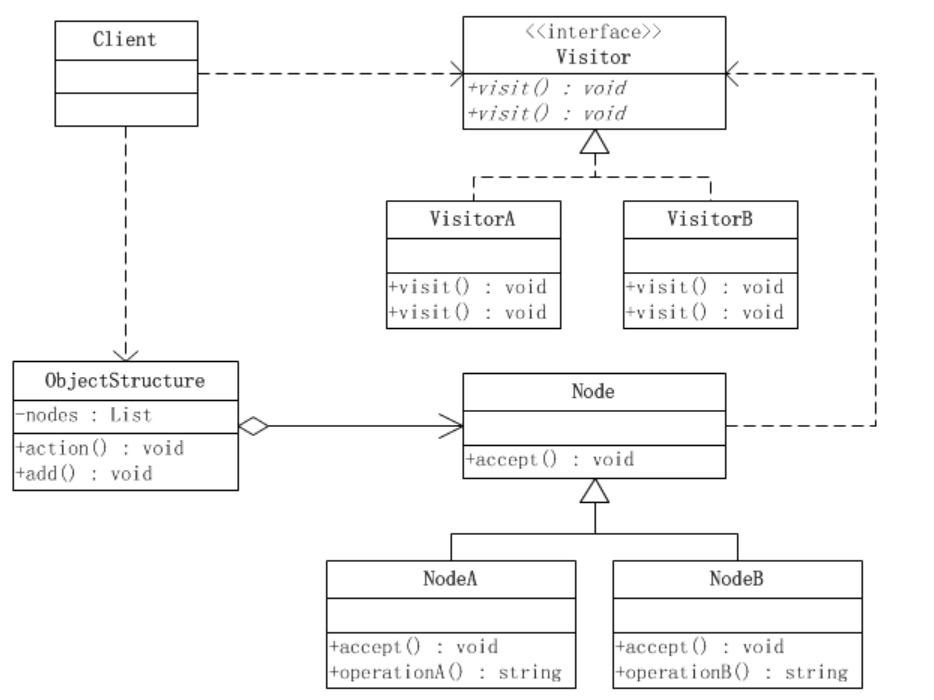 Client
<<interface>>
Visitor
+visit() : void
+visit() : void
VisitorA
+visit() : void
+visit() : void
VisitorB
+visit() : void
+visit() : void
ObjectStructure
-nodes : List
+action() : void
+add() : void
Node
+accept() : void
NodeA
+accept() : void
+operationA() : string
NodeB
+accept() : void
+operationB() : string